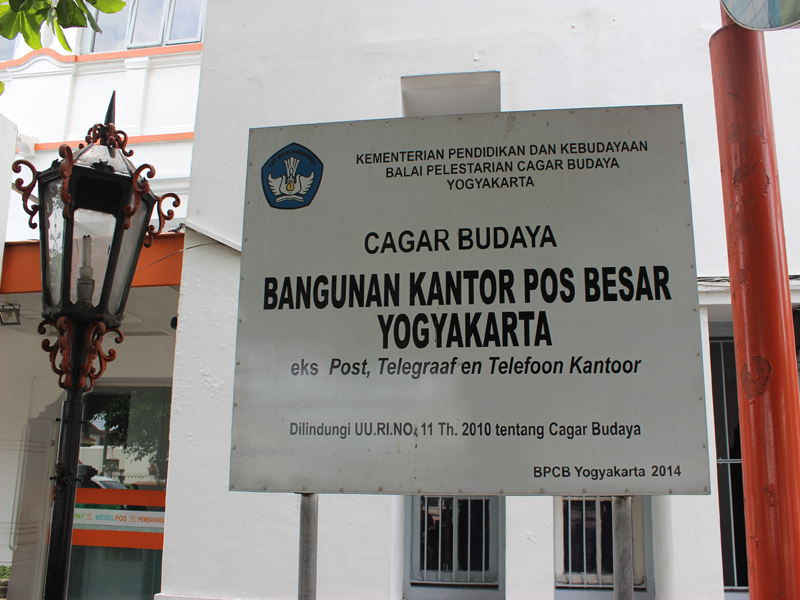 KEMENTERIAN PENDIDIKAN DAN KEBUDAYAAN
BALAI PELESTARIAN CAGAR BUDAYA
YOGYAKARTA
CAGAR BUDAYA
BANGUNAN KANTOR POS BESAR
YOGYAKARTA
eks Post, Telegraaf en Telefoon Kantoor
Dilindungi UU.RI.NO. 11 Th. 2010 tentang Cagar Budaya
BPCB Yogyakarta 2014
WESELPOS